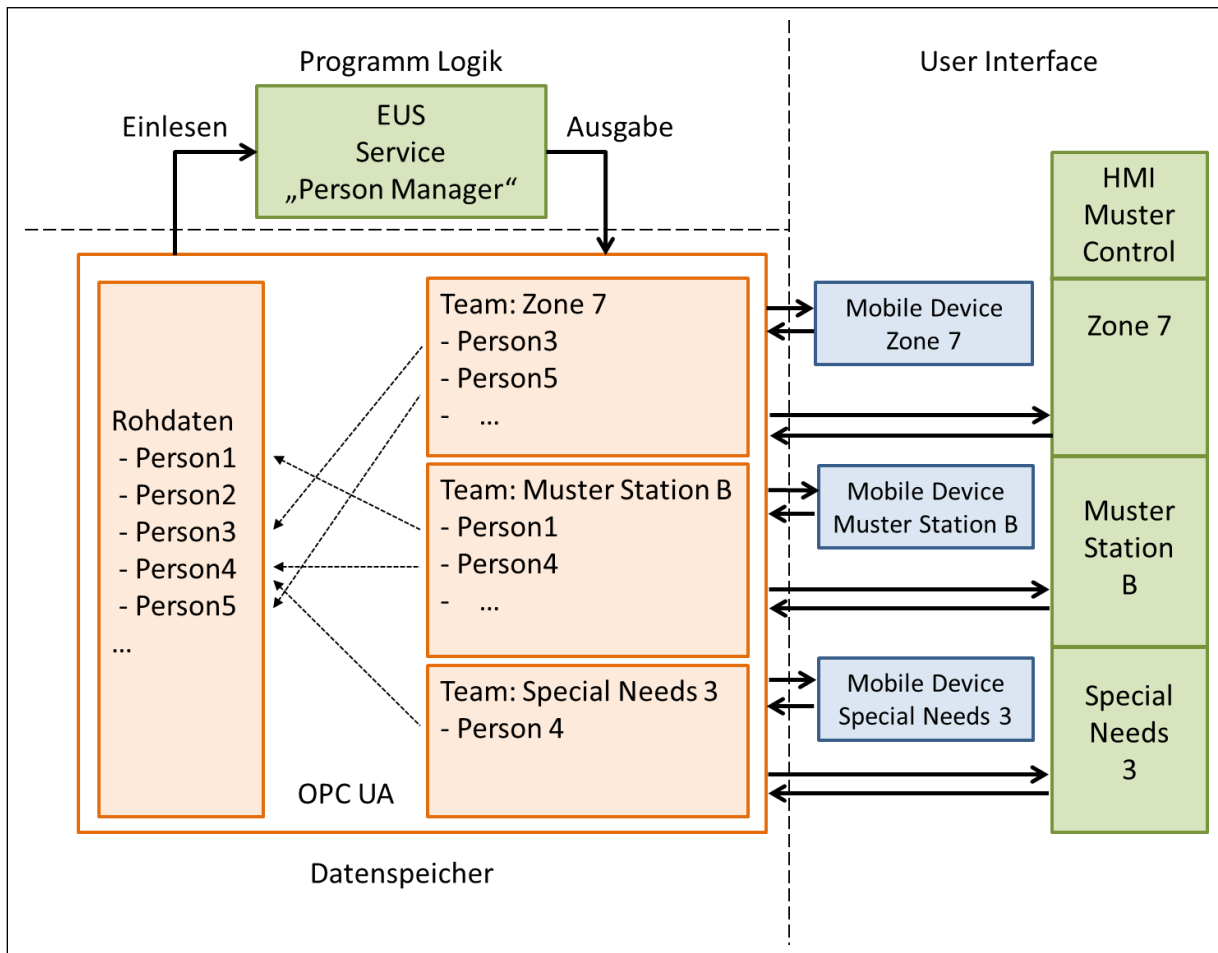 Programm Logik
User Interface
EUS
Service
„Person Manager“
Einlesen
Ausgabe
HMI
Muster
Control
Rohdaten
- Person1
- Person2
- Person3
- Person4
- Person5
...
Team: Zone 7
- Person3
- Person5
- ...
Team: Muster Station B
- Person1
- Person4
- ...
Team: Special Needs 3
- Person 4
OPC UA
Datenspeicher
Mobile Device
Zone 7
Mobile Device
Muster Station B
Mobile Device
Special Needs 3
Zone 7
Muster
Station
B
Special
Needs
3